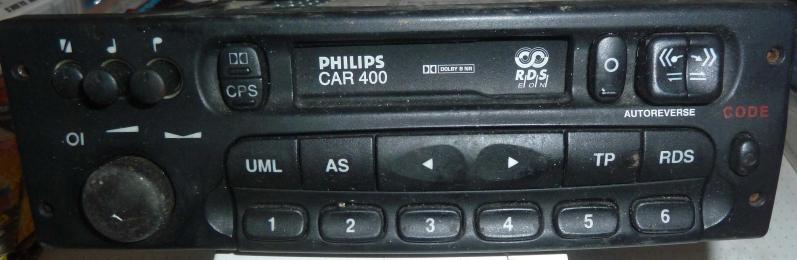 PHILIPS
CAR 400
DOLBY B NR
RDS
EON
CPS
AUTOREVERSE
CODE
UML
AS
TP
RDS
1
2
3
4
5
6